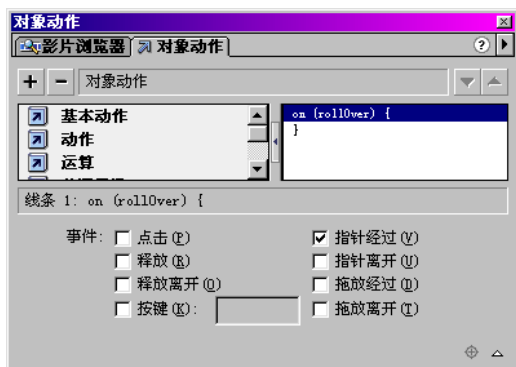 对象动作
影片浏览器 对象动作
+ - 对象动作
基本动作
动作
运算
on (rollOver) {
}
线条 1: on (rollOver) {
事件: 点击(P) 指针经过(V)
释放(R) 指针离开(U)
释放离开(O) 拖放经过(D)
按键(K): 拖放离开(T)